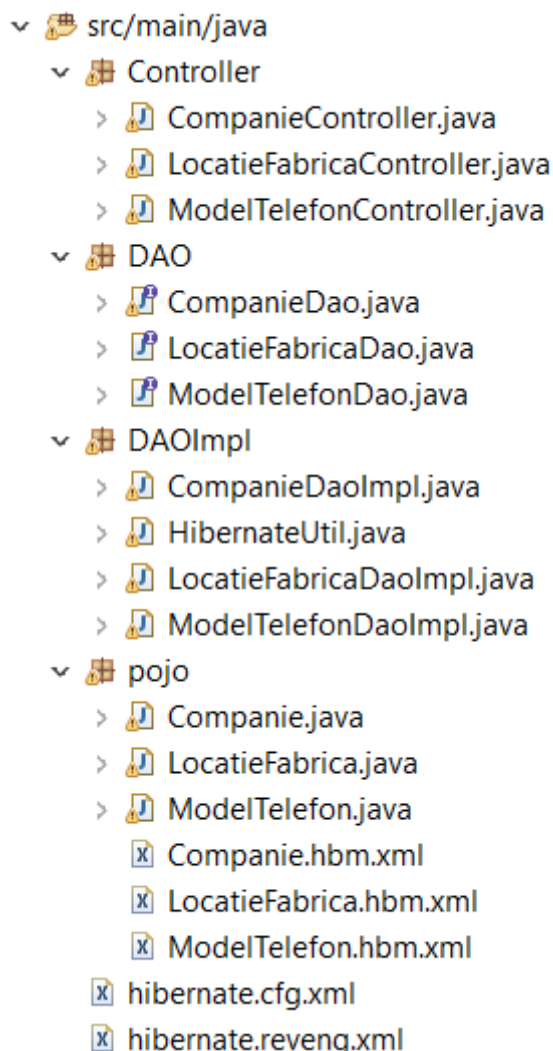 src/main/java
Controller
CompanieController.java
LocatieFabricaController.java
ModelTelefonController.java
DAO
CompanieDao.java
LocatieFabricaDao.java
ModelTelefonDao.java
DAOImpl
CompanieDaoImpl.java
HibernateUtil.java
LocatieFabricaDaoImpl.java
ModelTelefonDaoImpl.java
pojo
Companie.java
LocatieFabrica.java
ModelTelefon.java
Companie.hbm.xml
LocatieFabrica.hbm.xml
ModelTelefon.hbm.xml
hibernate.cfg.xml
hibernate.reveng.xml